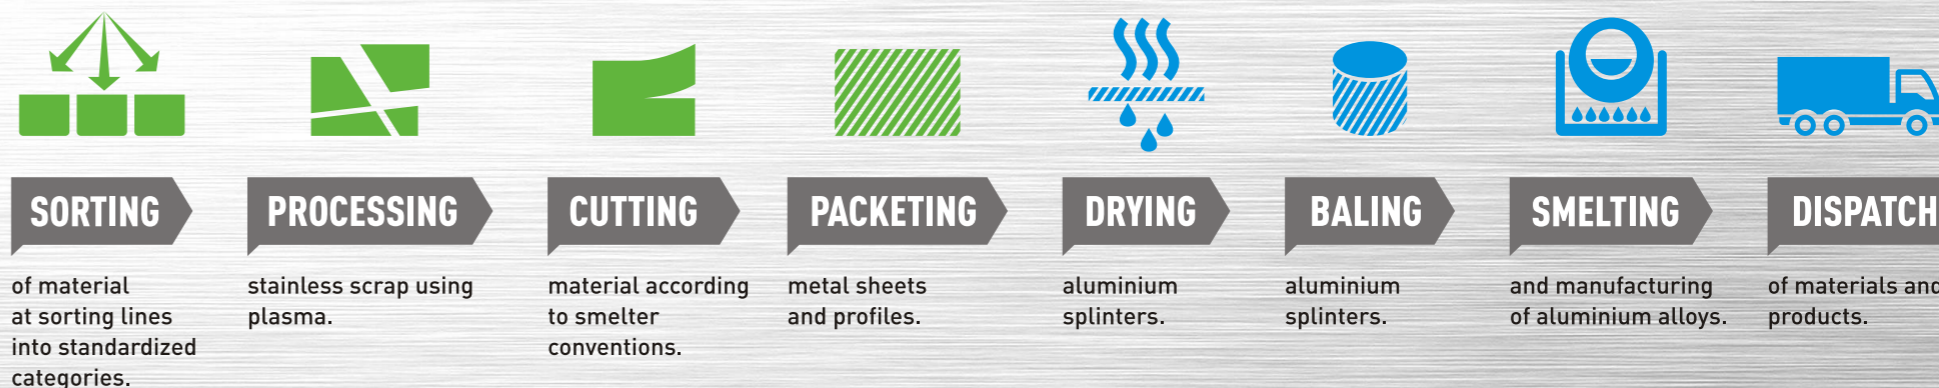 SORTING
of material
at sorting lines
into standardized
categories.
PROCESSING
stainless scrap using
plasma.
CUTTING
material according
to smelter
conventions.
PACKETING
metal sheets
and profiles.
DRYING
aluminium
splinters.
BALING
aluminium
splinters.
SMELTING
and manufacturing
of aluminium alloys.
DISPATCH
of materials and
products.